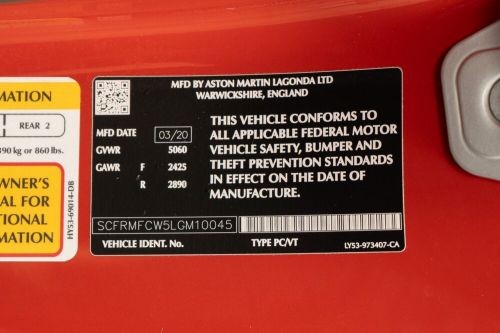 MFD BY ASTON MARTIN LAGONDA LTD
WARWICKSHIRE, ENGLAND
MFD DATE 03/20
GVWR 5060
GAWR F 2425
R 2890
THIS VEHICLE CONFORMS TO
ALL APPLICABLE FEDERAL MOTOR
VEHICLE SAFETY, BUMPER AND
THEFT PREVENTION STANDARDS
IN EFFECT ON THE DATE OF
MANUFACTURE.
SCFRMFCW5LGM10045
VEHICLE IDENT. No. TYPE PC/VT LY53-973407-CA
MATION
REAR 2
390 kg or 860 lbs.
WNER'S
AL FOR
TIONAL
MATION
HY53-69014-DB